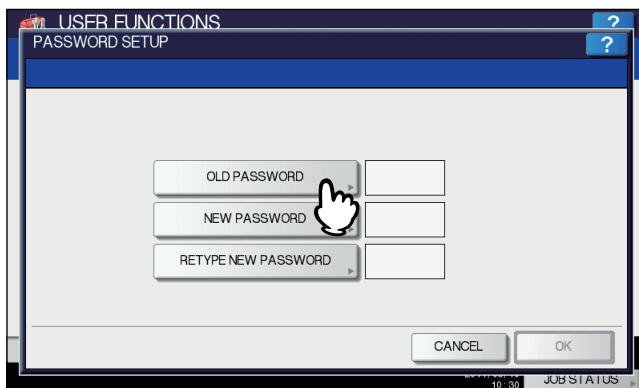 USER FUNCTIONS
?
PASSWORD SETUP
?
OLD PASSWORD
NEW PASSWORD
RETYPE NEW PASSWORD
CANCEL
OK
10:30
JOB STATUS